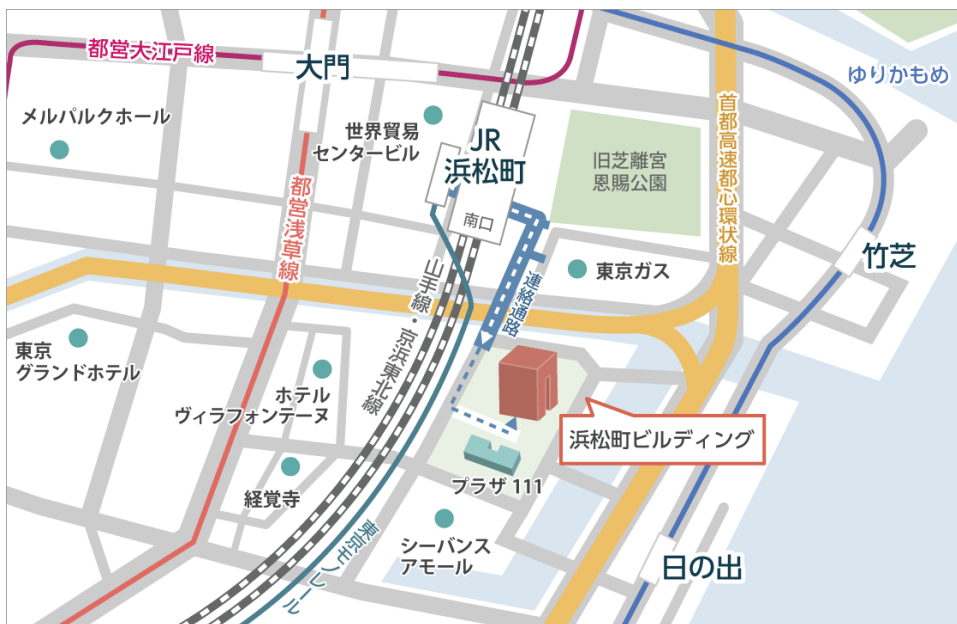 都営大江戸線
大門
ゆりかもめ
メルパルクホール
世界貿易
センタービル
JR
浜松町
南口
旧芝離宮
恩賜公園
首都高速都心環状線
都営浅草線
竹芝
東京ガス
連絡通路
山手線・京浜東北線
東京
グランドホテル
ホテル
ヴィラフォンテーヌ
浜松町ビルディング
経覚寺
プラザ 111
シーバンス
アモール
東京モノレール
日の出